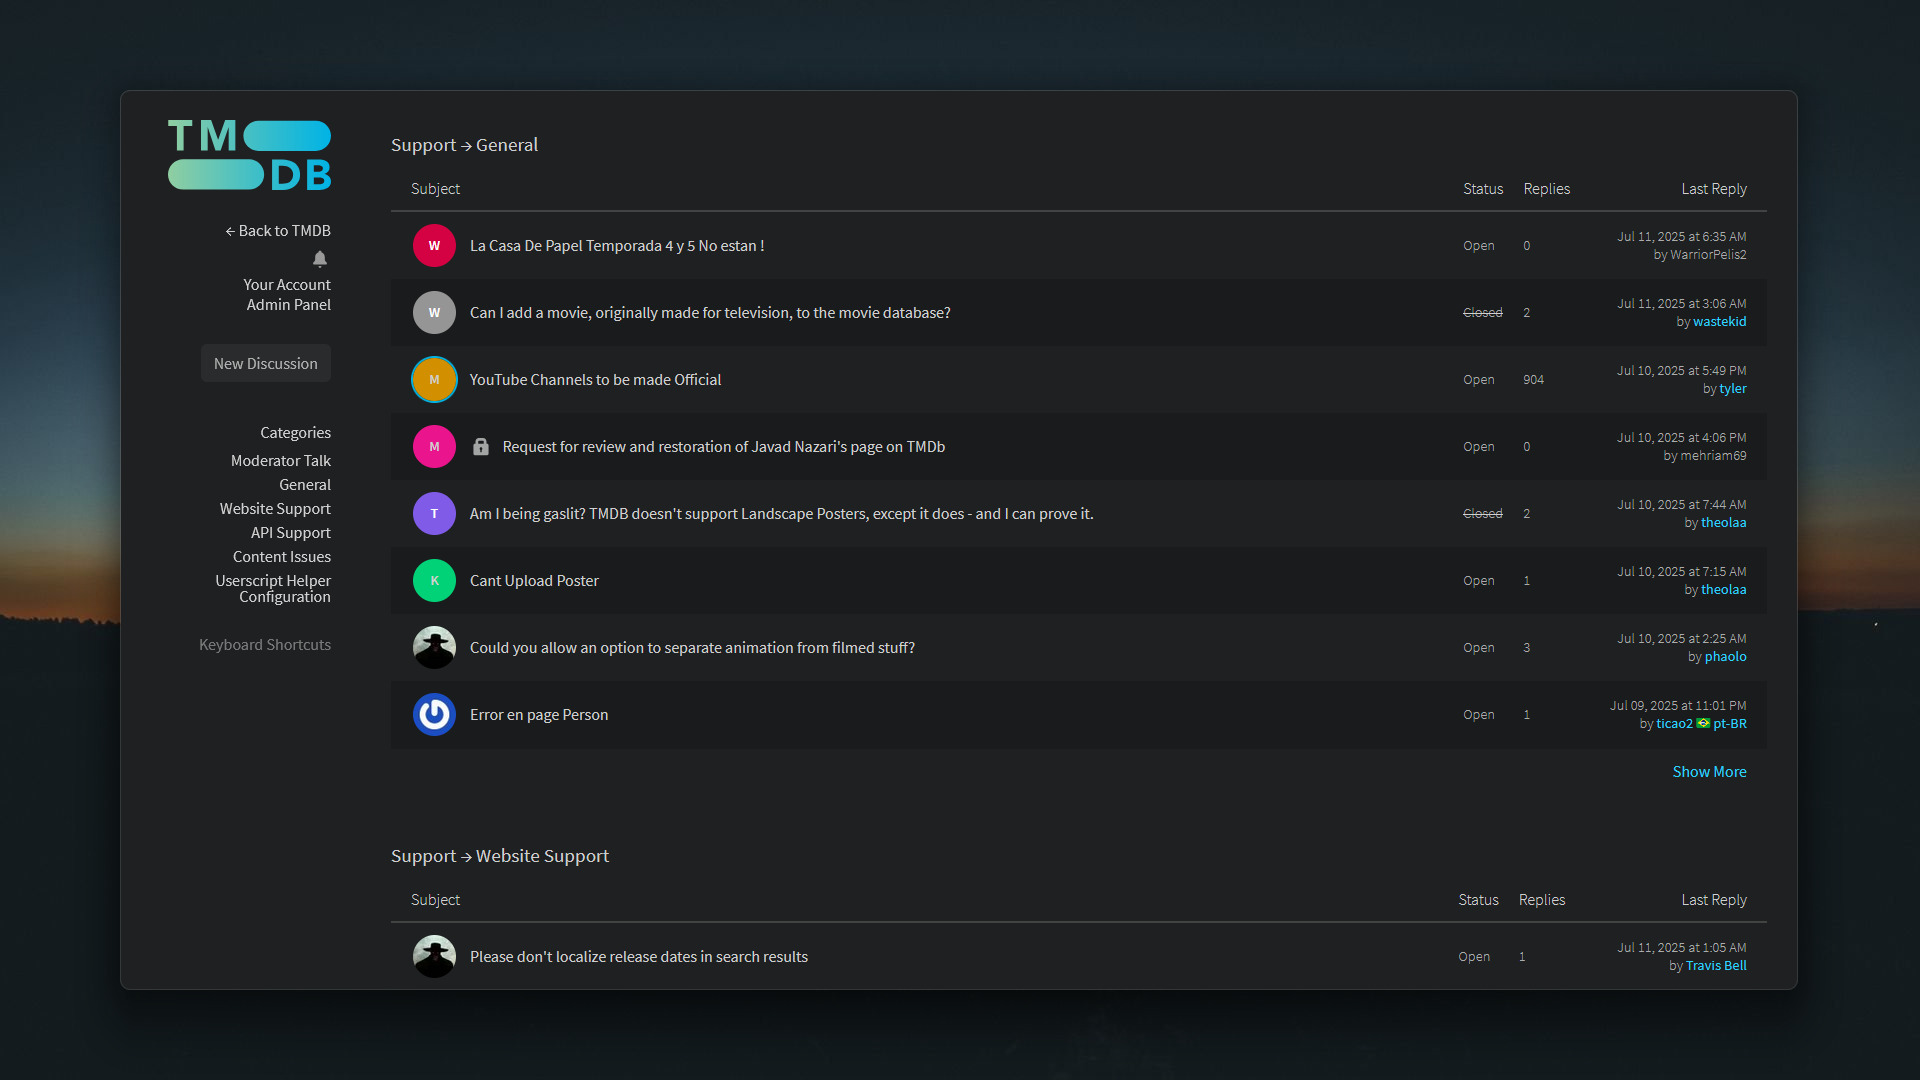 TM
DB
← Back to TMDB
Your Account
Admin Panel
New Discussion
Categories
Moderator Talk
General
Website Support
API Support
Content Issues
Userscript Helper
Configuration
Keyboard Shortcuts
Support → General
Subject Status Replies Last Reply
W La Casa De Papel Temporada 4 y 5 No estan ! Open 0 Jul 11, 2025 at 6:35 AM
by WarriorPelis2
W Can I add a movie, originally made for television, to the movie database? Closed 2 Jul 11, 2025 at 3:06 AM
by wastekid
M YouTube Channels to be made Official Open 904 Jul 10, 2025 at 5:49 PM
by tyler
M Request for review and restoration of Javad Nazari's page on TMDb Open 0 Jul 10, 2025 at 4:06 PM
by mehriam69
T Am I being gaslit? TMDB doesn't support Landscape Posters, except it does - and I can prove it. Closed 2 Jul 10, 2025 at 7:44 AM
by theolaa
K Cant Upload Poster Open 1 Jul 10, 2025 at 7:15 AM
by theolaa
Could you allow an option to separate animation from filmed stuff? Open 3 Jul 10, 2025 at 2:25 AM
by phaolo
Error en page Person Open 1 Jul 09, 2025 at 11:01 PM
by ticao2 🇧🇷 pt-BR
Show More
Support → Website Support
Subject Status Replies Last Reply
Please don't localize release dates in search results Open 1 Jul 11, 2025 at 1:05 AM
by Travis Bell